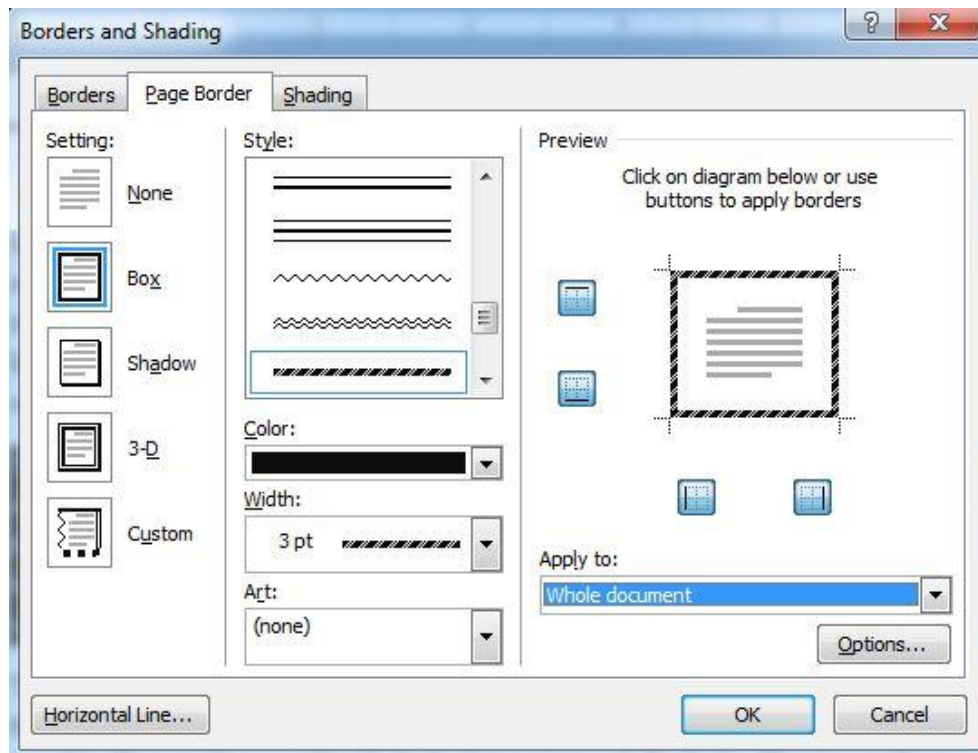 Borders and Shading
Borders
Page Border
Shading
Setting:
None
Box
Shadow
3-D
Custom
Style:
Color:
Width:
3 pt
Art:
(none)
Preview
Click on diagram below or use
buttons to apply borders
Apply to:
Whole document
Options...
Horizontal Line...
OK
Cancel